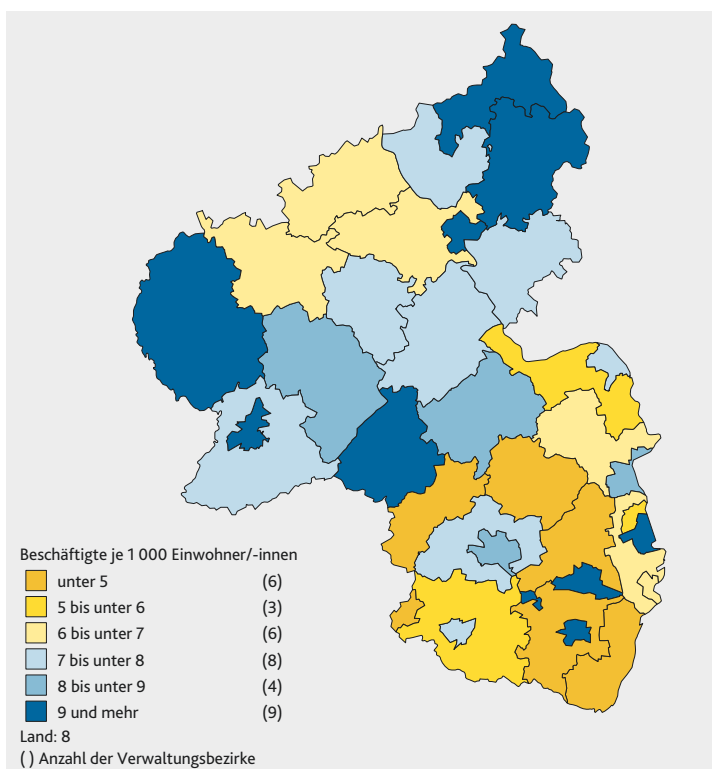 Beschäftigte je 1 000 Einwohner/-innen
unter 5 (6)
5 bis unter 6 (3)
6 bis unter 7 (6)
7 bis unter 8 (8)
8 bis unter 9 (4)
9 und mehr (9)
Land: 8
( ) Anzahl der Verwaltungsbezirke